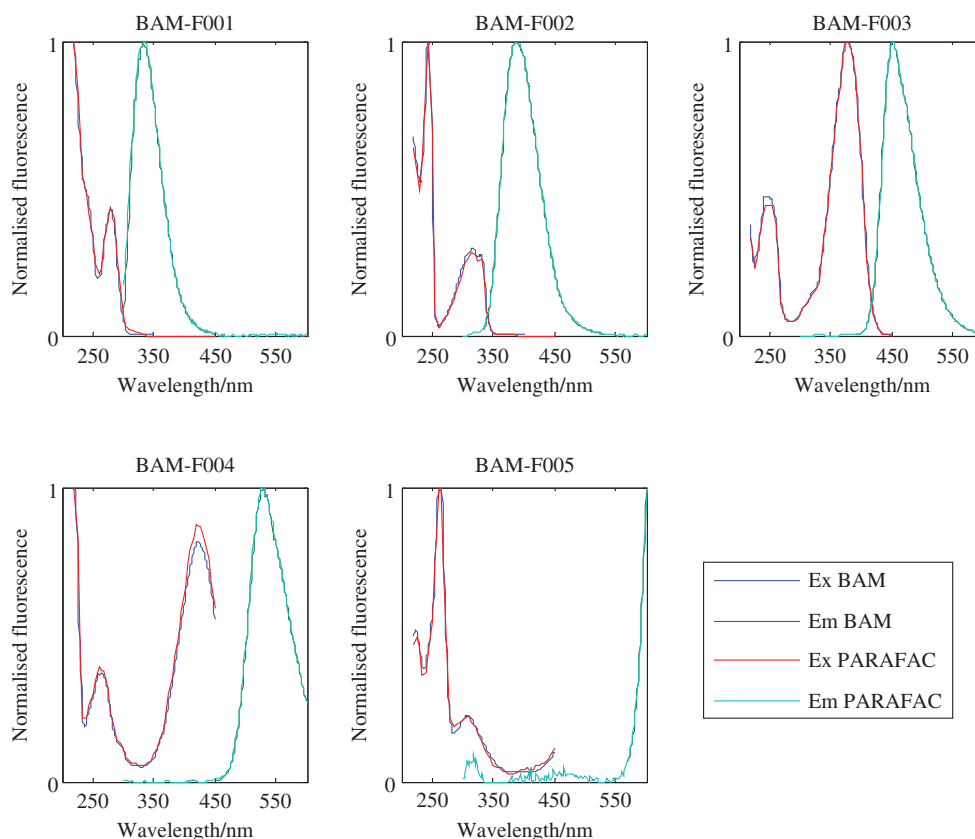 BAM-F001
BAM-F002
BAM-F003
Normalised fluorescence
1
0
250 350 450 550
Wavelength/nm
Normalised fluorescence
1
0
250 350 450 550
Wavelength/nm
Normalised fluorescence
1
0
250 350 450 550
Wavelength/nm
BAM-F004
BAM-F005
Normalised fluorescence
1
0
250 350 450 550
Wavelength/nm
Normalised fluorescence
1
0
250 350 450 550
Wavelength/nm
Ex BAM
Em BAM
Ex PARAFAC
Em PARAFAC